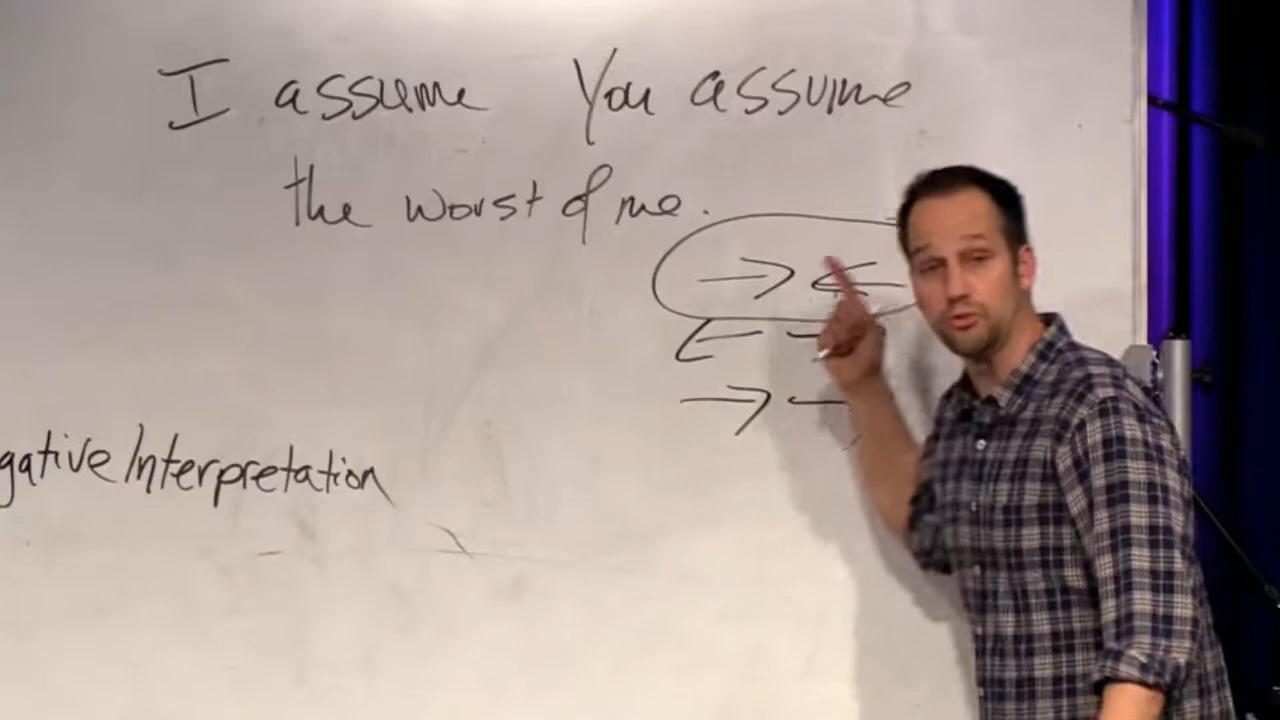 I assume You assume
the worst of me.
gative Interpretation